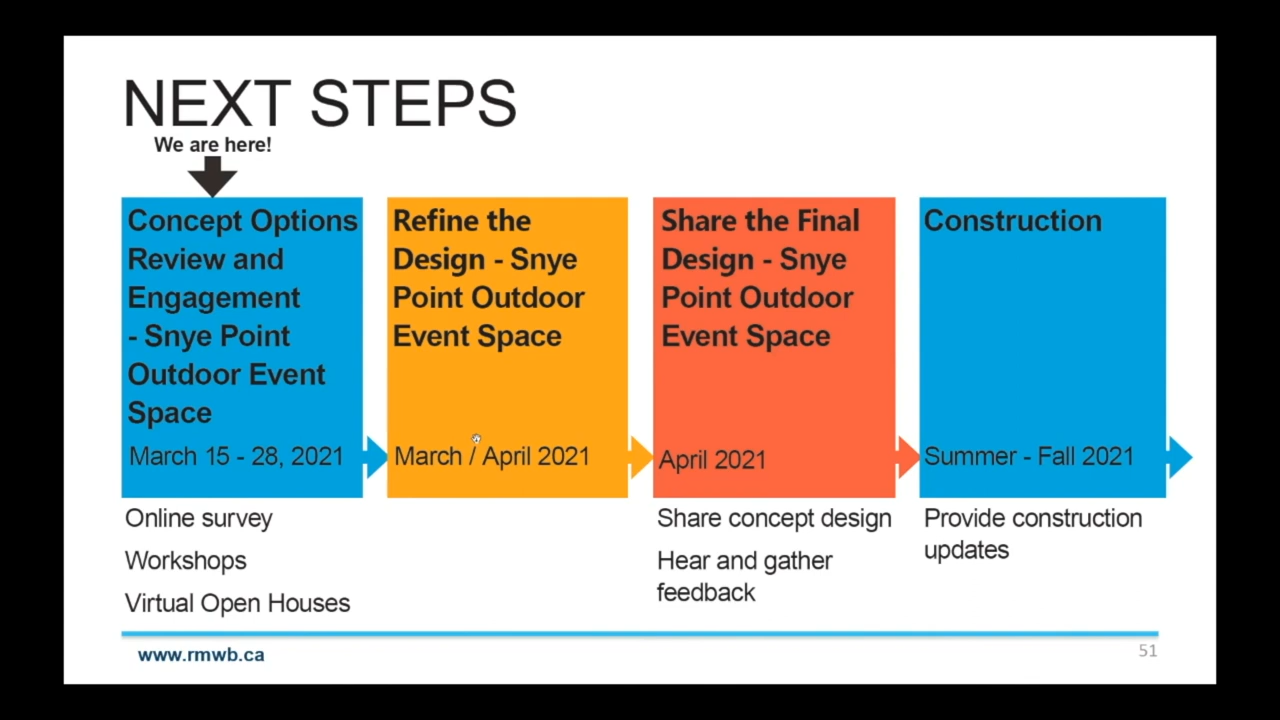 NEXT STEPS
We are here!
Concept Options
Review and
Engagement
- Snye Point
Outdoor Event
Space
March 15 - 28, 2021
Online survey
Workshops
Virtual Open Houses
Refine the
Design - Snye
Point Outdoor
Event Space
March / April 2021
Share the Final
Design - Snye
Point Outdoor
Event Space
April 2021
Share concept design
Hear and gather
feedback
Construction
Summer - Fall 2021
Provide construction
updates
www.rmwb.ca
51